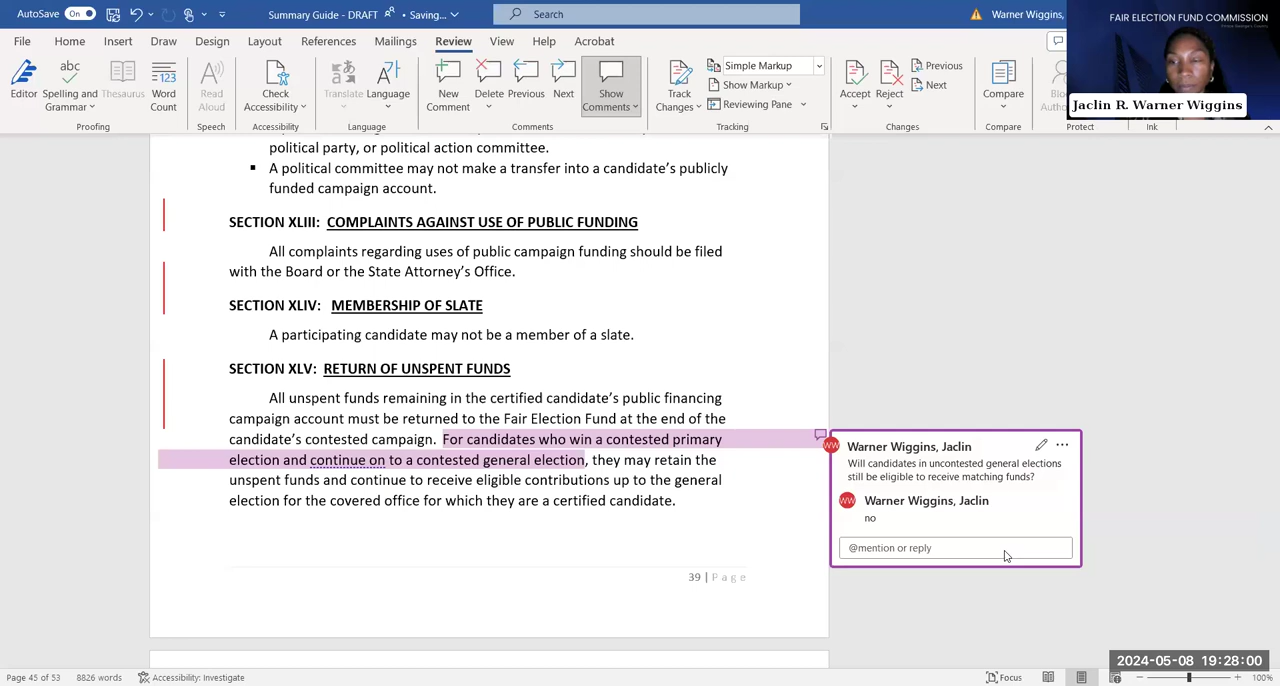 AutoSave On Summary Guide - DRAFT • Saving... Search Warner Wiggins,
FAIR ELECTION FUND COMMISSION
File Home Insert Draw Design Layout References Mailings Review View Help Acrobat
Jaclin R. Warner Wiggins
Editor Spelling and Grammar Thesaurus Word Count Read Aloud Check Accessibility Translate Language New Comment Delete Previous Next Show Comments Track Changes Simple Markup Show Markup Reviewing Pane Accept Reject Previous Next Compare
Proofing Speech Accessibility Language Comments Tracking Changes Compare Protect Ink
political party, or political action committee.
▪ A political committee may not make a transfer into a candidate's publicly
funded campaign account.
SECTION XLIII: COMPLAINTS AGAINST USE OF PUBLIC FUNDING
All complaints regarding uses of public campaign funding should be filed
with the Board or the State Attorney's Office.
SECTION XLIV: MEMBERSHIP OF SLATE
A participating candidate may not be a member of a slate.
SECTION XLV: RETURN OF UNSPENT FUNDS
All unspent funds remaining in the certified candidate's public financing
campaign account must be returned to the Fair Election Fund at the end of the
candidate's contested campaign. For candidates who win a contested primary
election and continue on to a contested general election, they may retain the
unspent funds and continue to receive eligible contributions up to the general
election for the covered office for which they are a certified candidate.
39 | Page
WW Warner Wiggins, Jaclin
Will candidates in uncontested general elections
still be eligible to receive matching funds?
WW Warner Wiggins, Jaclin
no
@mention or reply
2024-05-08 19:28:00
Page 45 of 53 8826 words Accessibility: Investigate Focus 100%